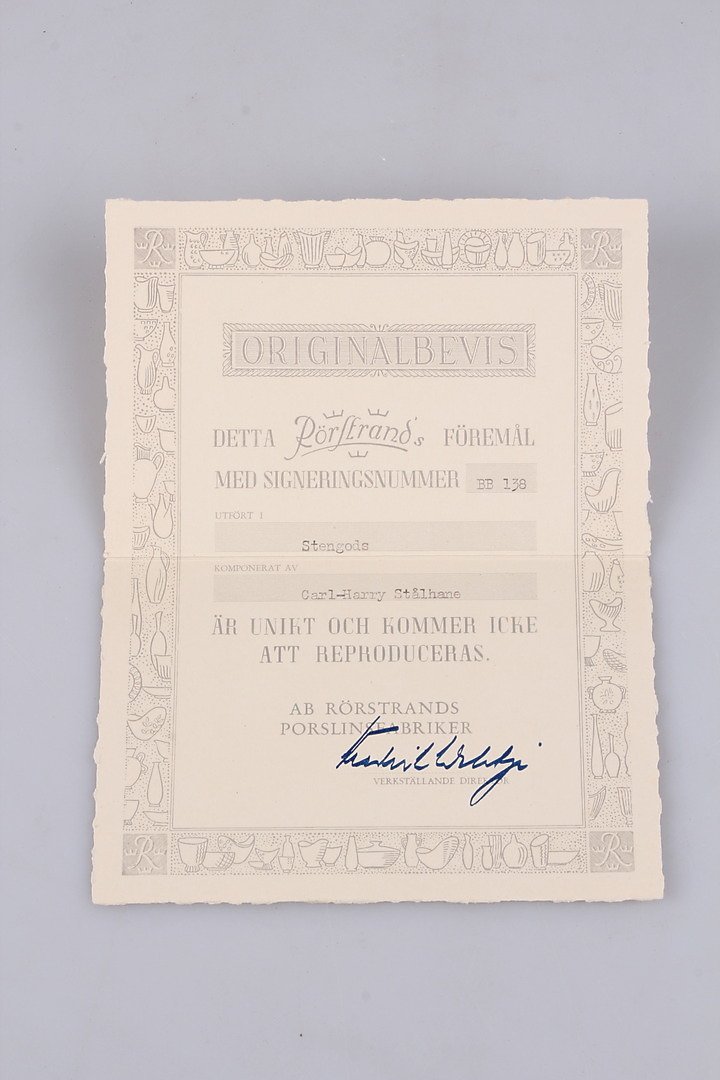 R R
ORIGINALBEVIS
DETTA Rörstrand's FÖREMÅL
MED SIGNERINGSNUMMER BB 138
UTFÖRT I
Stengods
KOMPONERAT AV
Carl-Harry Stålhane
ÄR UNIKT OCH KOMMER ICKE
ATT REPRODUCERAS.
AB RÖRSTRANDS
PORSLINSFABRIKER
VERKSTÄLLANDE DIREKTÖR
R R